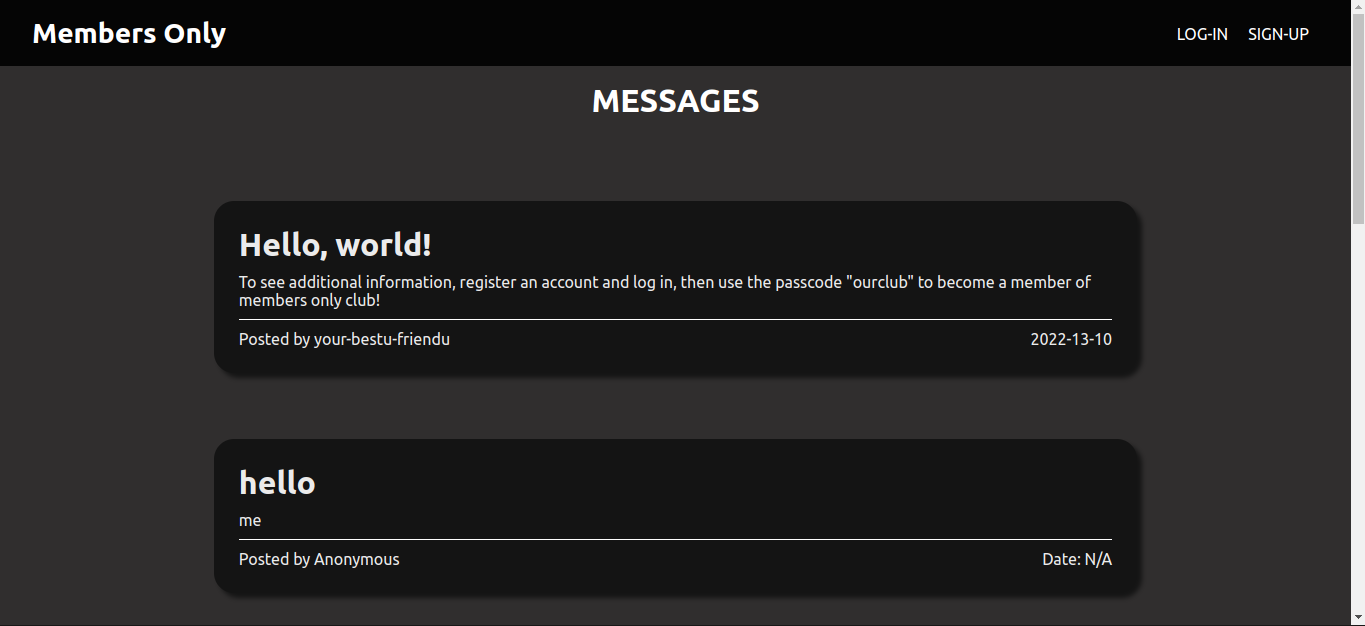 Members Only
LOG-IN SIGN-UP
MESSAGES
Hello, world!
To see additional information, register an account and log in, then use the passcode "ourclub" to become a member of
members only club!
Posted by your-bestu-friendu 2022-13-10
hello
me
Posted by Anonymous Date: N/A